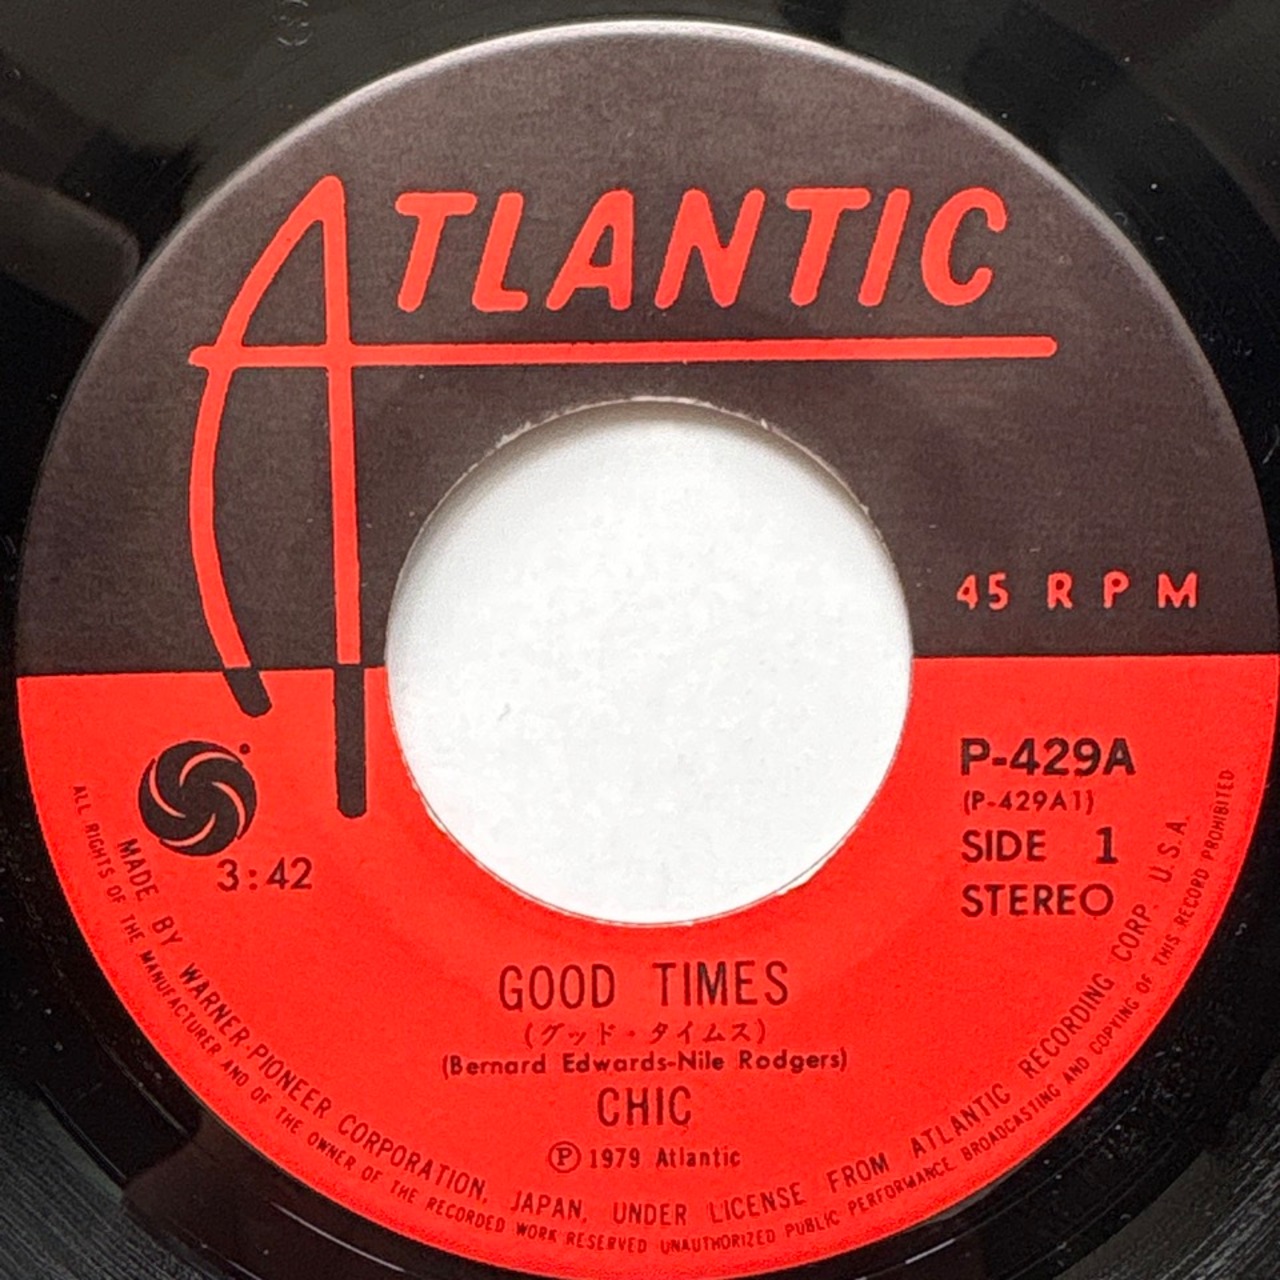 ATLANTIC
45 RPM
P-429A
(P-429A1)
SIDE 1
STEREO
3:42
GOOD TIMES
(グッド・タイムス)
(Bernard Edwards-Nile Rodgers)
CHIC
Ⓟ1979 Atlantic
MADE BY WARNER-PIONEER CORPORATION, JAPAN, UNDER LICENSE FROM ATLANTIC RECORDING CORP. U.S.A.
ALL RIGHTS OF THE MANUFACTURER AND OF THE OWNER OF THE RECORDED WORK RESERVED UNAUTHORIZED PUBLIC PERFORMANCE BROADCASTING AND COPYING OF THIS RECORD PROHIBITED